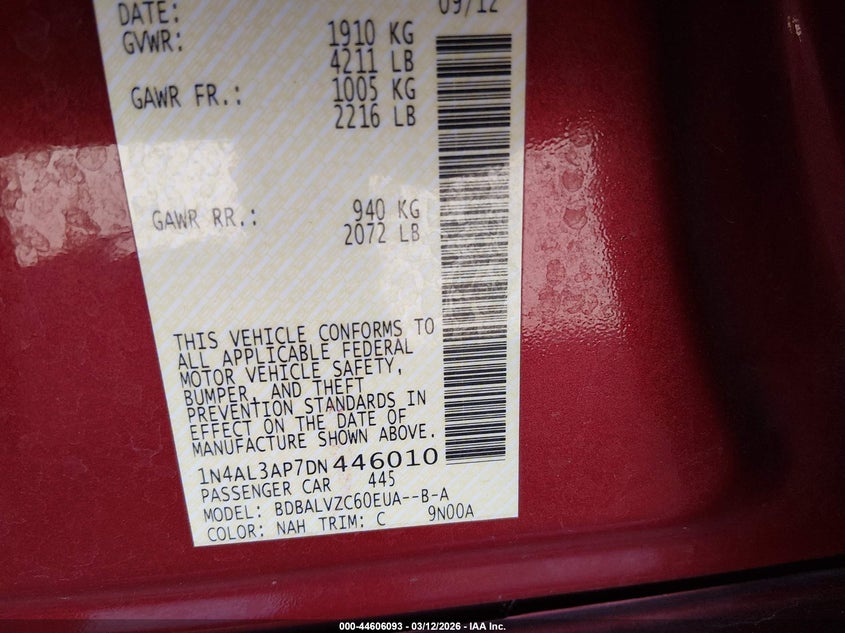 DATE: 09/12
GVWR: 1910 KG
4211 LB
GAWR FR.: 1005 KG
2216 LB
GAWR RR.: 940 KG
2072 LB
THIS VEHICLE CONFORMS TO
ALL APPLICABLE FEDERAL
MOTOR VEHICLE SAFETY,
BUMPER, AND THEFT
PREVENTION STANDARDS IN
EFFECT ON THE DATE OF
MANUFACTURE SHOWN ABOVE.
1N4AL3AP7DN446010
PASSENGER CAR 445
MODEL: BDBALVZC60EUA--B-A
COLOR: NAH TRIM: C 9N00A
000-44606093 - 03/12/2026 - IAA Inc.